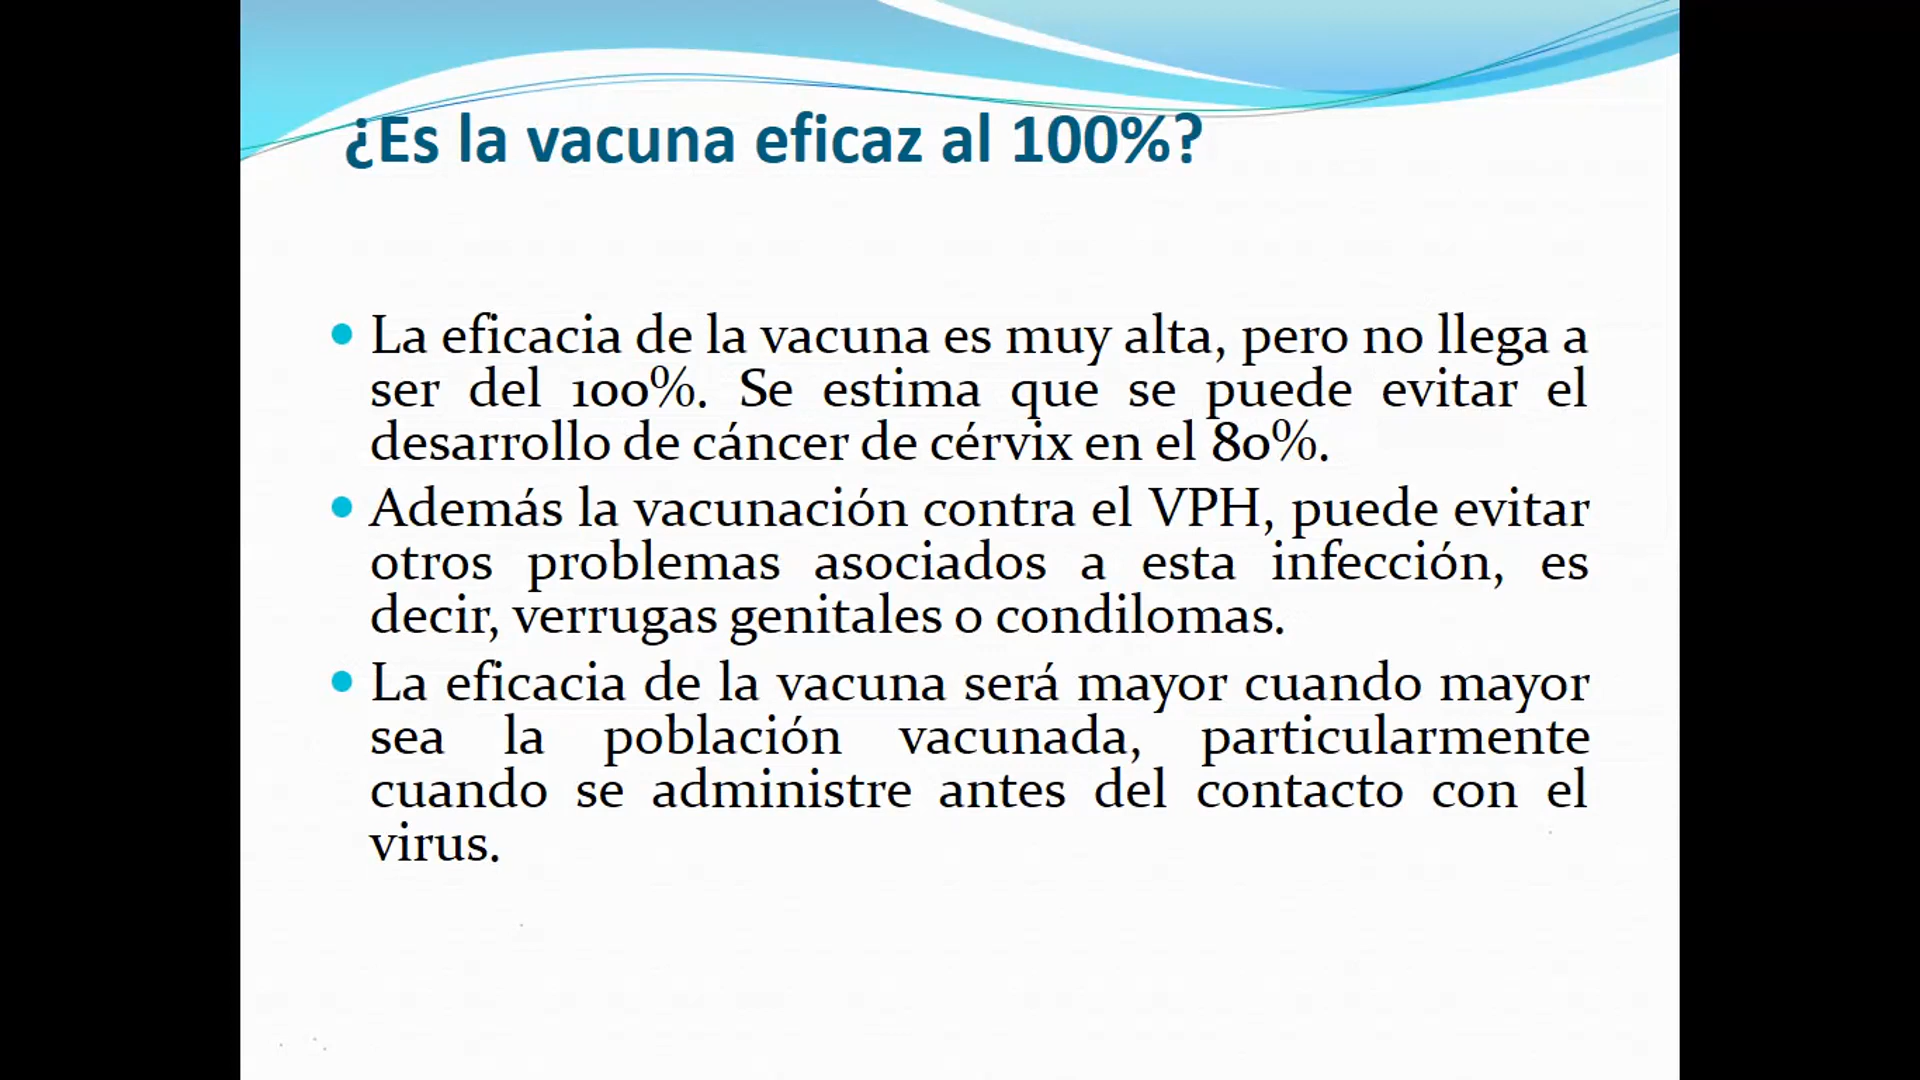 ¿Es la vacuna eficaz al 100%?
• La eficacia de la vacuna es muy alta, pero no llega a
ser del 100%. Se estima que se puede evitar el
desarrollo de cáncer de cérvix en el 80%.
• Además la vacunación contra el VPH, puede evitar
otros problemas asociados a esta infección, es
decir, verrugas genitales o condilomas.
• La eficacia de la vacuna será mayor cuando mayor
sea la población vacunada, particularmente
cuando se administre antes del contacto con el
virus.